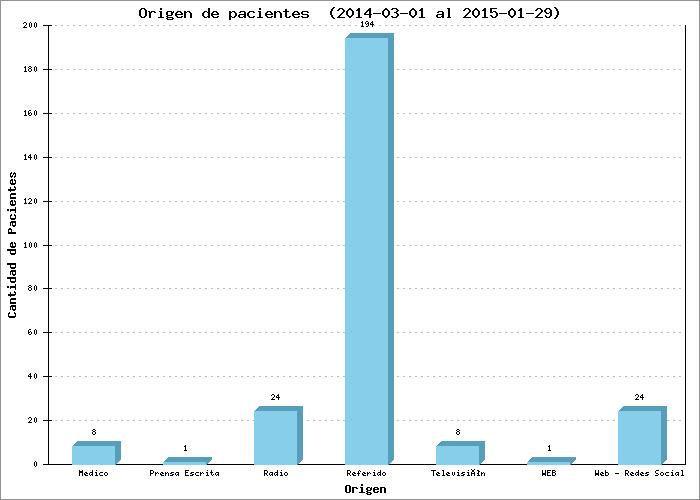 Origen de pacientes (2014-03-01 al 2015-01-29)
200
180
160
140
120
100
80
60
40
20
0
Cantidad de Pacientes
8
1
24
194
8
1
24
Medico
Prensa Escrita
Radio
Referido
TelevisiÃłn
WEB
Web - Redes Social
Origen